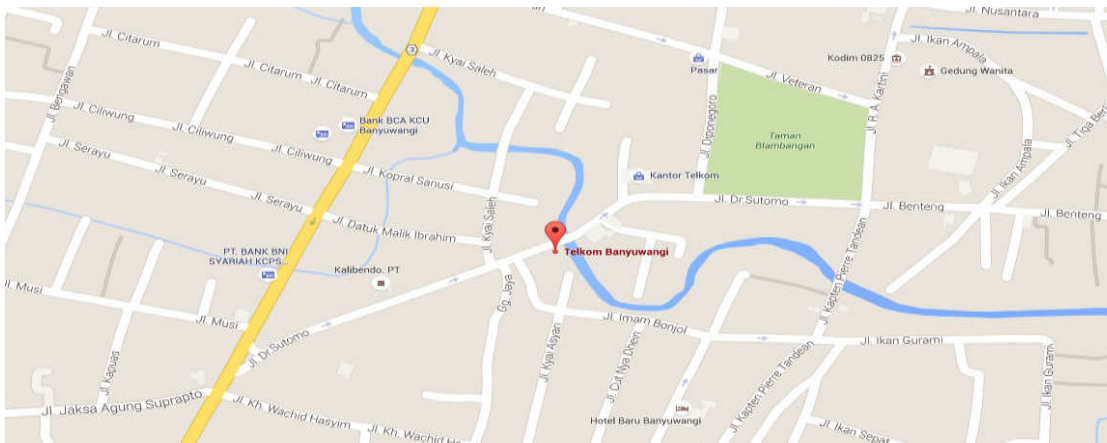 Jl. Nusantara
Jl. Citarum
Jl. Kyai Saleh
Jl. Ikan Ampala
Kodim 0825
Gedung Wanita
Pasar
Jl. Veteran
Jl. Citarum
Jl. Citarum
Jl. Bengawan
Jl. Ciliwung
Bank BCA KCU
Banyuwangi
Jl. Diponegoro
Jl. R. A. Kartini
Jl. Tiga Berl
Taman
Blambangan
Jl. Ciliwung
Jl. Ciliwung
Jl. Kopral Sanusi
Kantor Telkom
Jl. Ikan Ampala
Jl. Serayu
Jl. Serayu
Jl. Serayu
Jl. Datuk Malik Ibrahim
Jl. Kyai Saleh
Jl. Dr.Sutomo
Jl. Benteng
Jl. Benteng
PT. BANK BNI
SYARIAH KCPS...
Telkom Banyuwangi
Kalibendo. PT
Jl. Kapten Pierre Tandean
Jl. Musi
Jl. Musi
Gg. Jaya
Jl. Imam Bonjol
Jl. Dr.Sutomo
Jl. Kyai Asyari
Jl. Cut Nya Dhein
Jl. Ikan Gurami
Jl. Ikan Gurami
Jl. Kapuas
Jl. Kapten Pierre Tandean
Jl. Jaksa Agung Suprapto
Jl. Kh. Wachid Hasyim
Jl. Kh. Wachid Hasyim
Hotel Baru Banyuwangi
Jl. Ikan Sepat